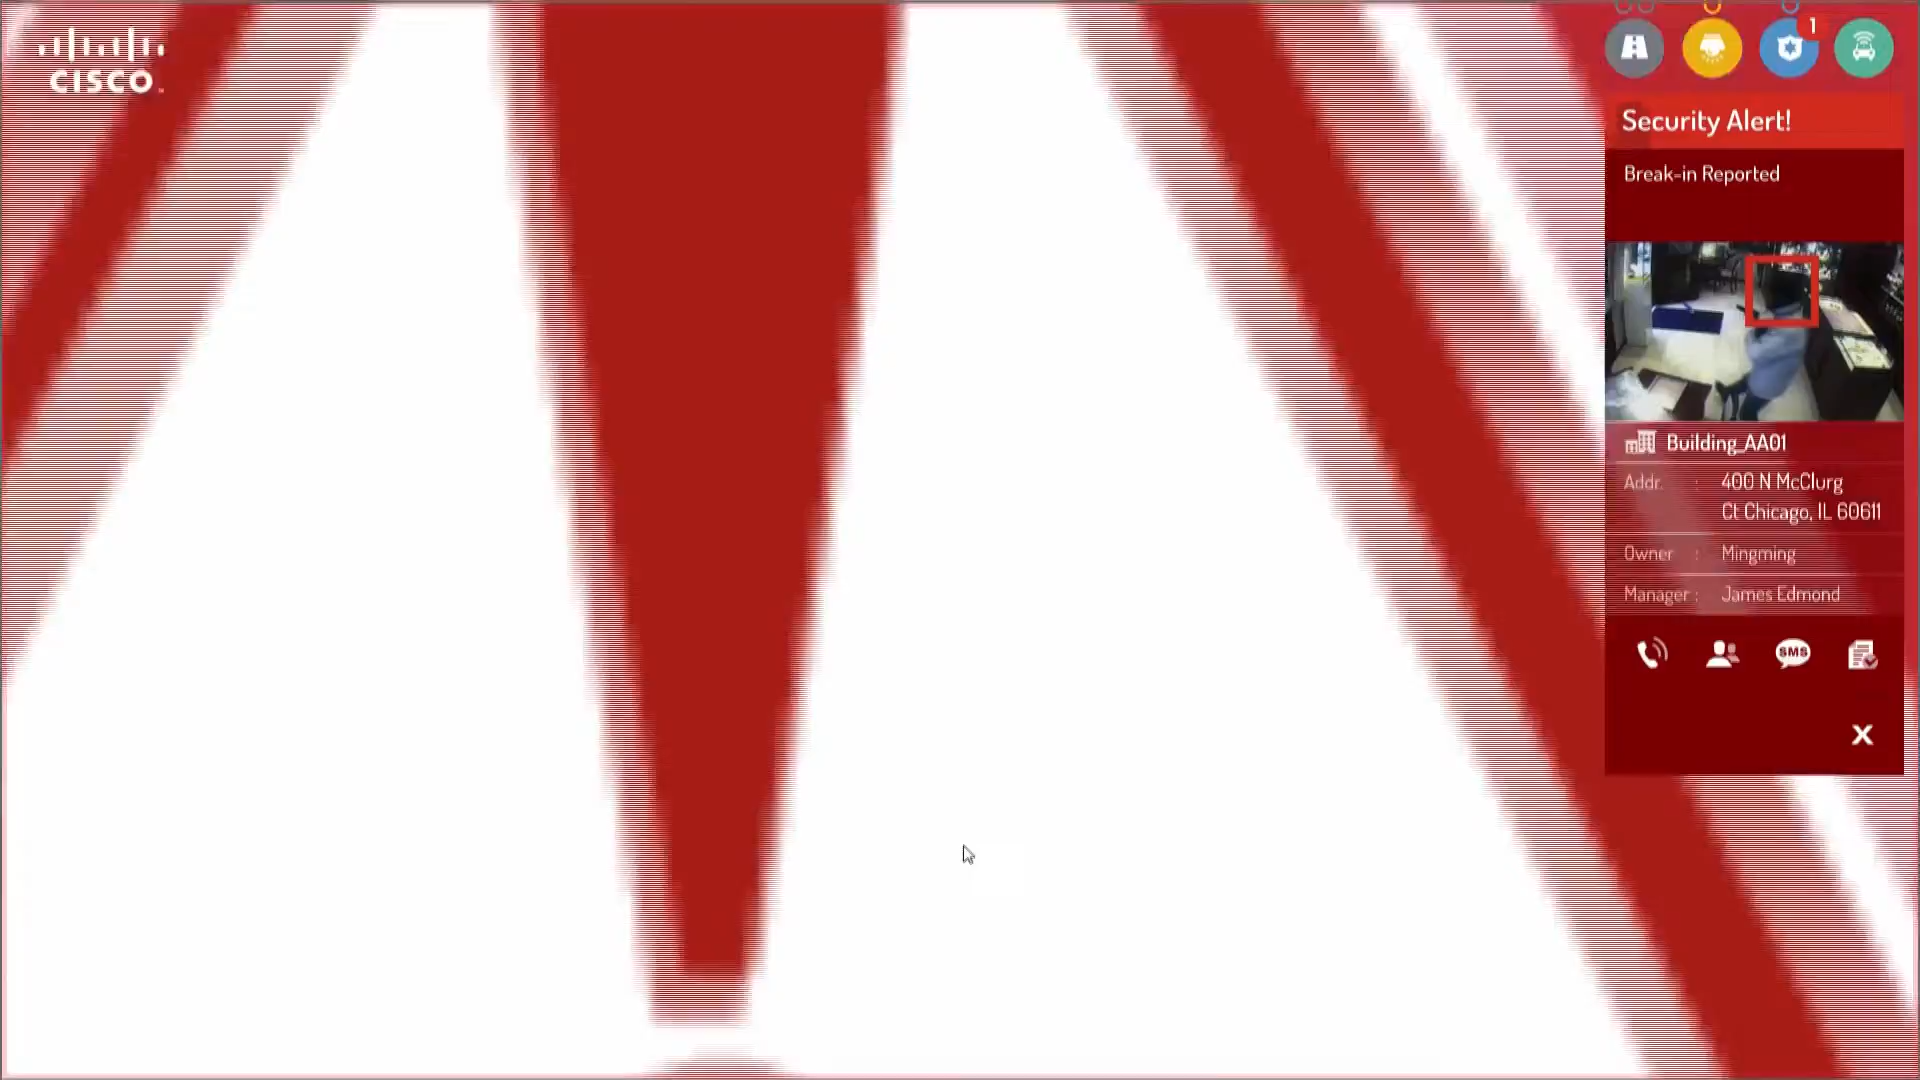 CISCO
1
Security Alert!
Break-in Reported
Building_AA01
Addr. : 400 N McClurg
Ct Chicago, IL 60611
Owner : Mingming
Manager : James Edmond
SMS
X